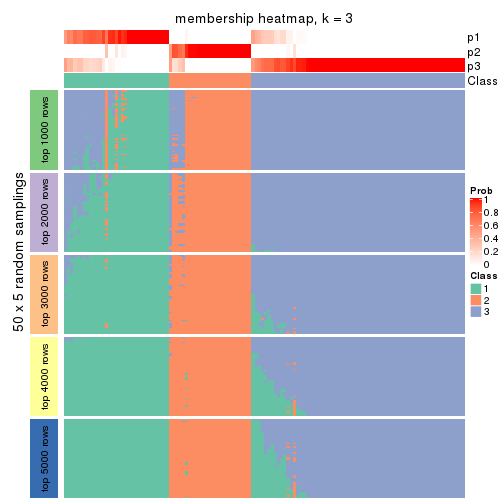 membership heatmap, k = 3
p1
p2
p3
Class
50 x 5 random samplings
top 1000 rows
top 2000 rows
top 3000 rows
top 4000 rows
top 5000 rows
Prob
1
0.8
0.6
0.4
0.2
0
Class
1
2
3